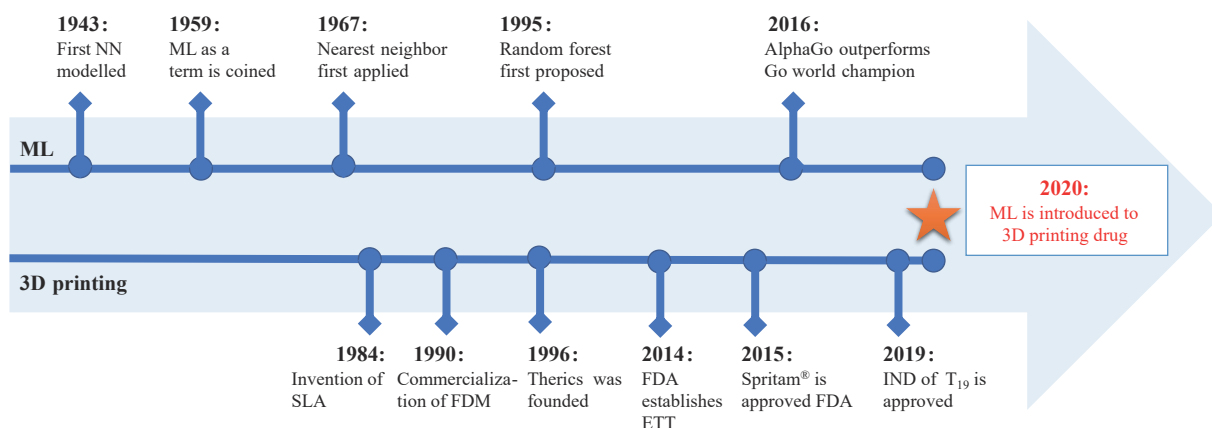 1943:
First NN
modelled
1959:
ML as a
term is coined
1967:
Nearest neighbor
first applied
1995:
Random forest
first proposed
2016:
AlphaGo outperforms
Go world champion
ML
2020:
ML is introduced to
3D printing drug
3D printing
1984:
Invention of
SLA
1990:
Commercializa-
tion of FDM
1996:
Therics was
founded
2014:
FDA
establishes
ETT
2015:
Spritam® is
approved FDA
2019:
IND of T₁₉ is
approved